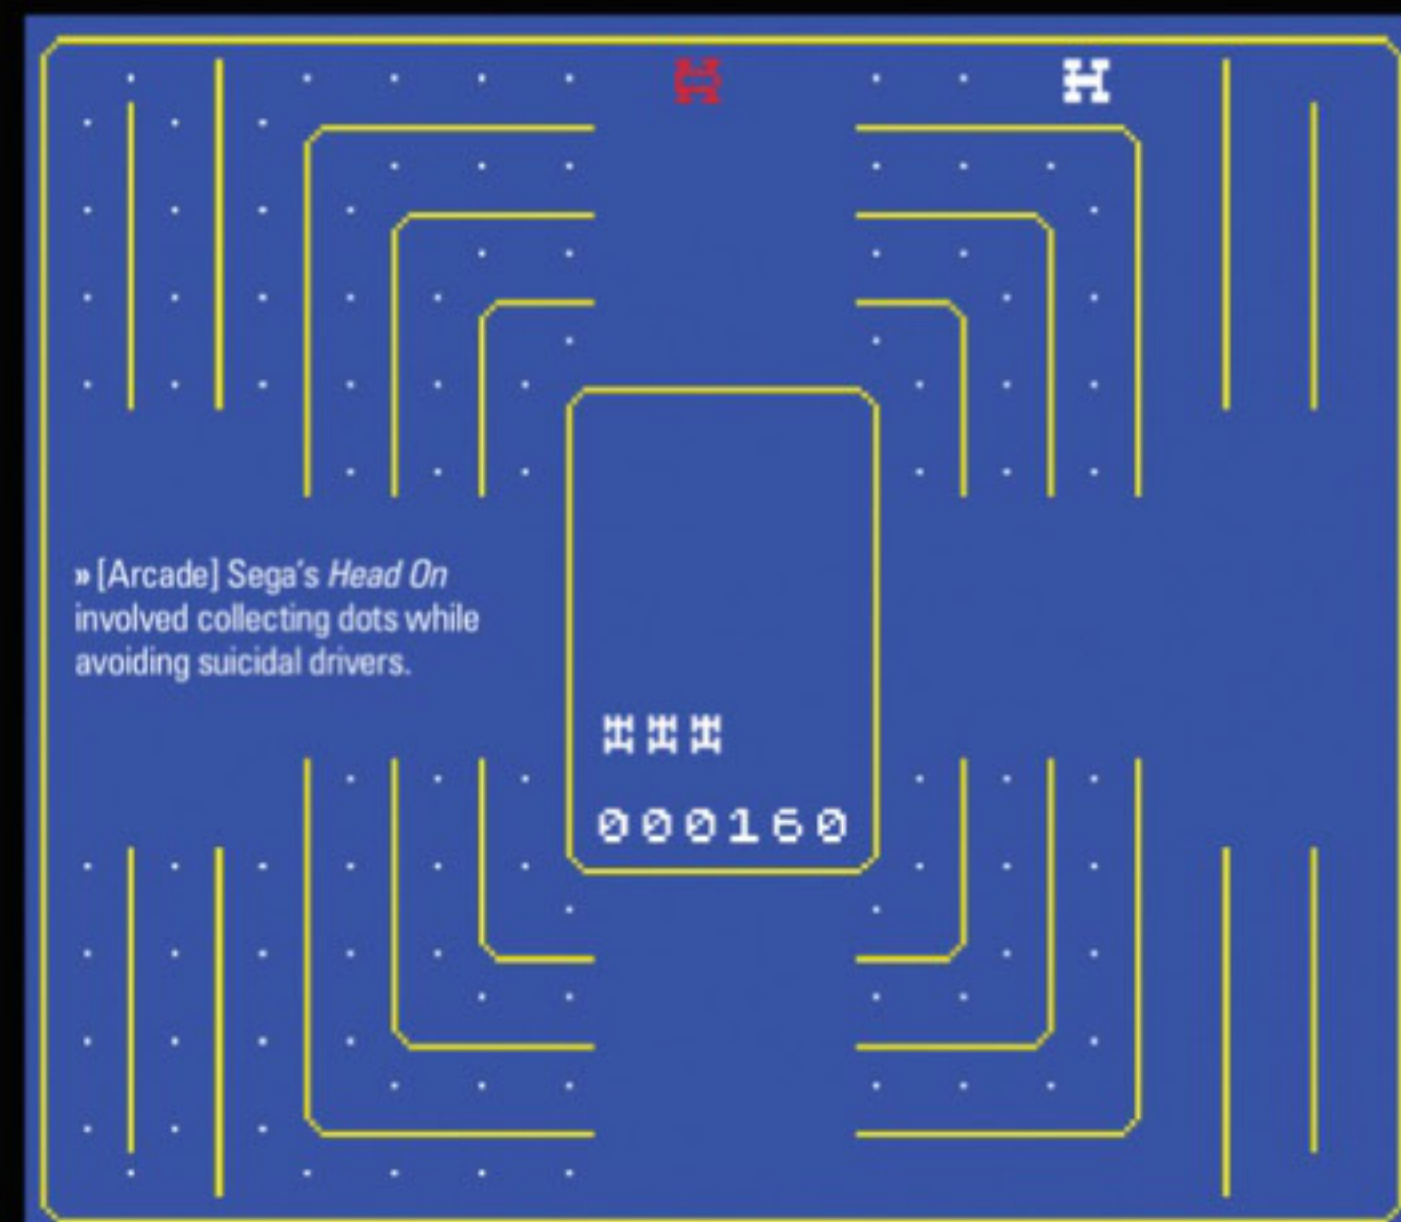 » [Arcade] Sega's Head On
involved collecting dots while
avoiding suicidal drivers.
000160